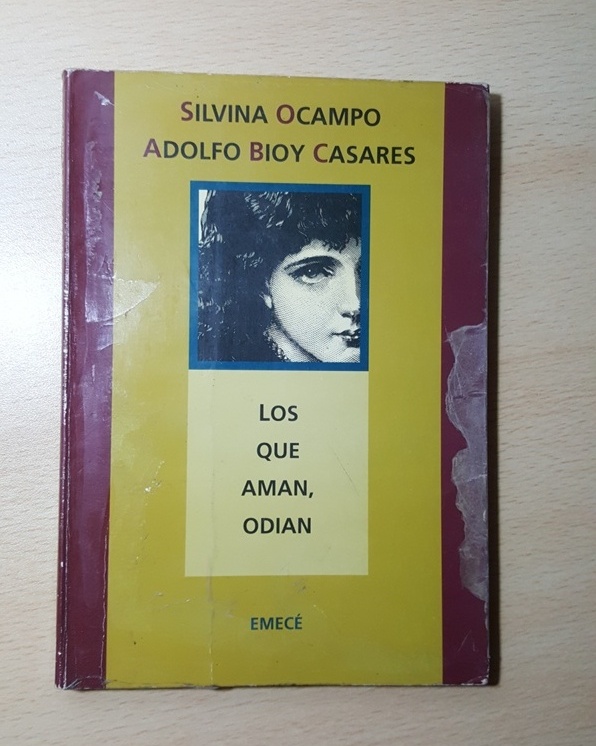 SILVINA OCAMPO
ADOLFO BIOY CASARES
LOS
QUE
AMAN,
ODIAN
EMECÉ